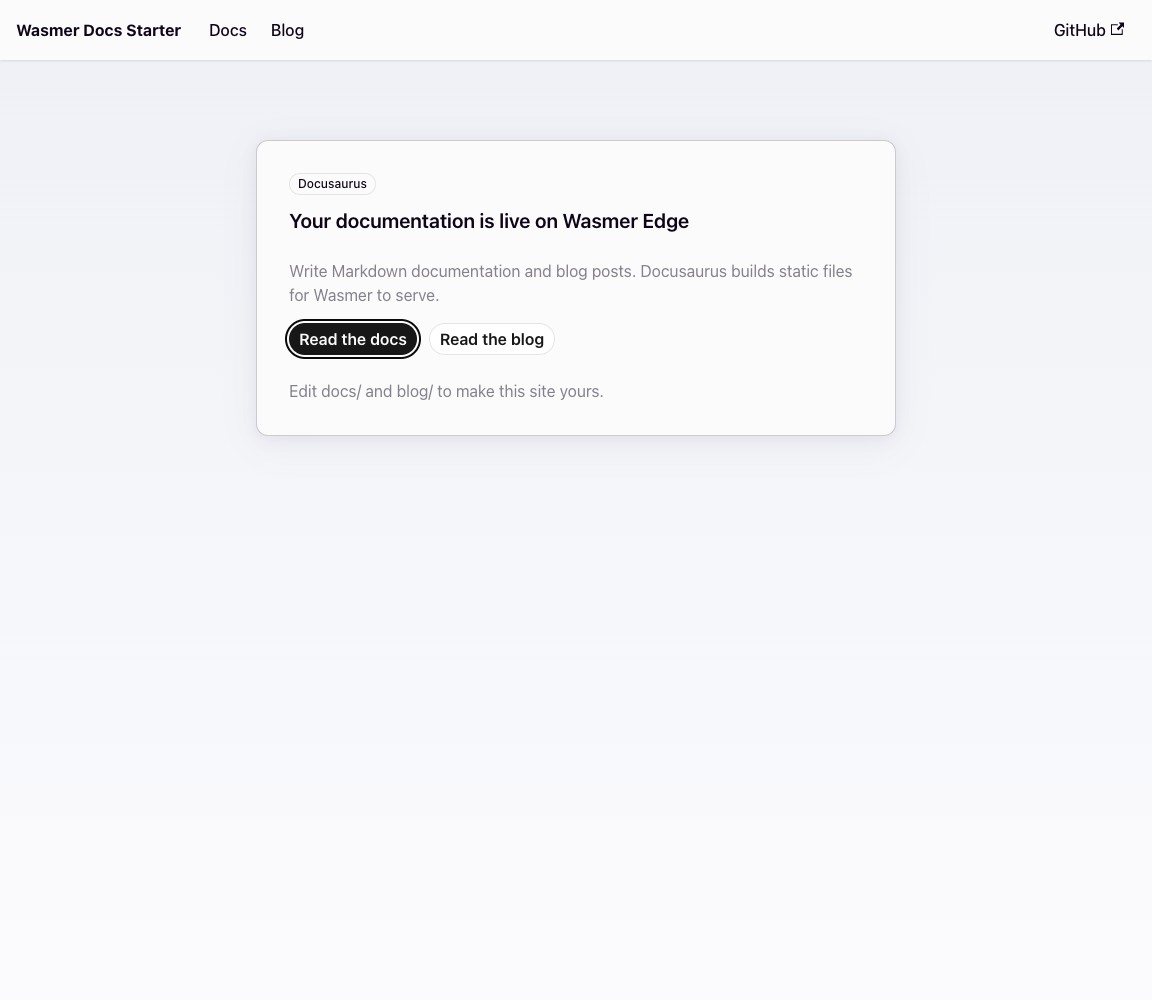 Wasmer Docs Starter Docs Blog GitHub
Docusaurus
Your documentation is live on Wasmer Edge
Write Markdown documentation and blog posts. Docusaurus builds static files
for Wasmer to serve.
Read the docs Read the blog
Edit docs/ and blog/ to make this site yours.